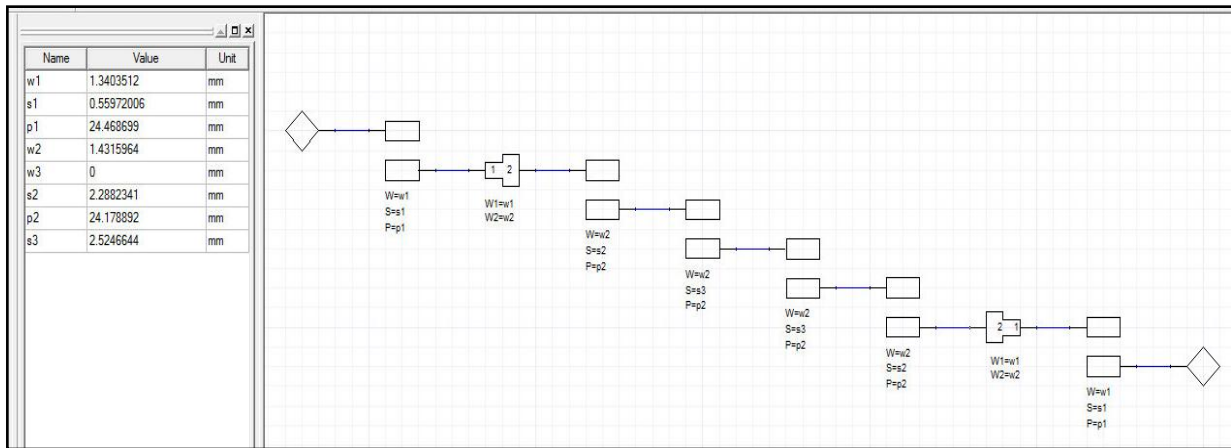 Name Value Unit
w1 1.3403512 mm
s1 0.55972006 mm
p1 24.468699 mm
w2 1.4315964 mm
w3 0 mm
s2 2.2882341 mm
p2 24.178892 mm
s3 2.5246644 mm
1 2
W=w1
S=s1
P=p1
W1=w1
W2=w2
W=w2
S=s2
P=p2
W=w2
S=s3
P=p2
W=w2
S=s3
P=p2
2 1
W=w2
S=s2
P=p2
W1=w1
W2=w2
W=w1
S=s1
P=p1